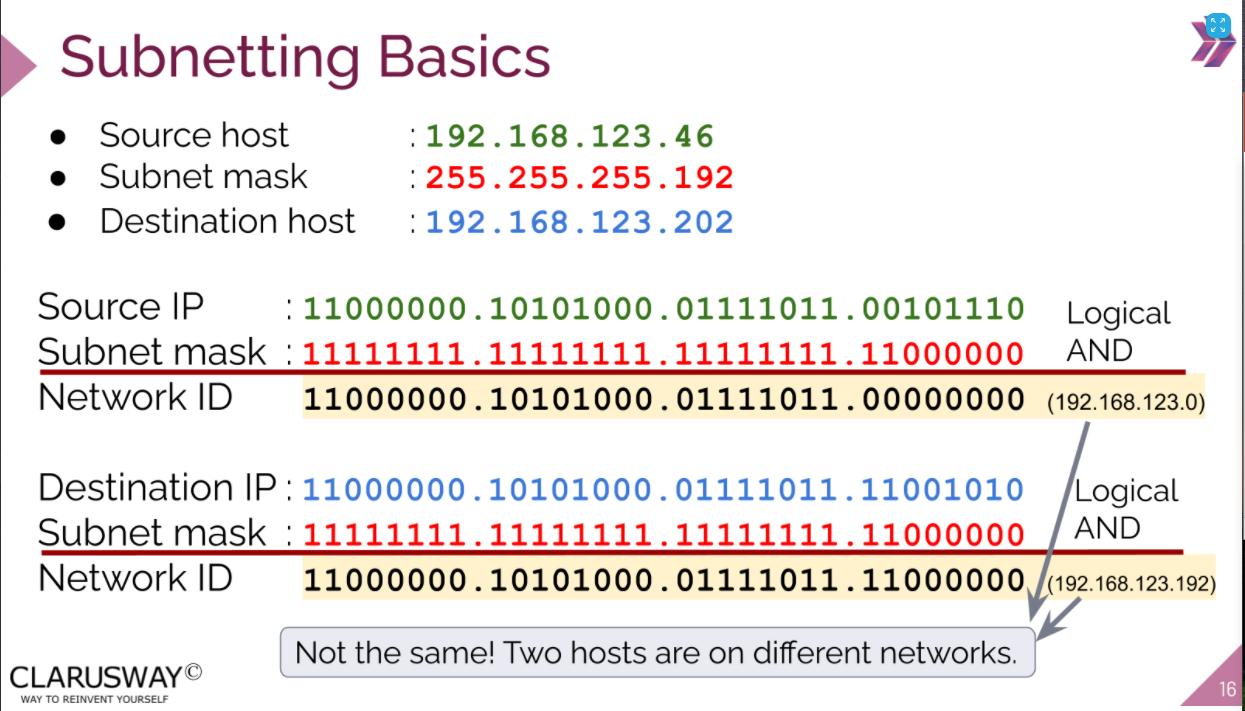 Subnetting Basics
● Source host : 192.168.123.46
● Subnet mask : 255.255.255.192
● Destination host : 192.168.123.202
Source IP : 11000000.10101000.01111011.00101110 Logical
Subnet mask : 11111111.11111111.11111111.11000000 AND
Network ID 11000000.10101000.01111011.00000000 (192.168.123.0)
Destination IP : 11000000.10101000.01111011.11001010 Logical
Subnet mask : 11111111.11111111.11111111.11000000 AND
Network ID 11000000.10101000.01111011.11000000 (192.168.123.192)
Not the same! Two hosts are on different networks.
CLARUSWAY©
WAY TO REINVENT YOURSELF
16